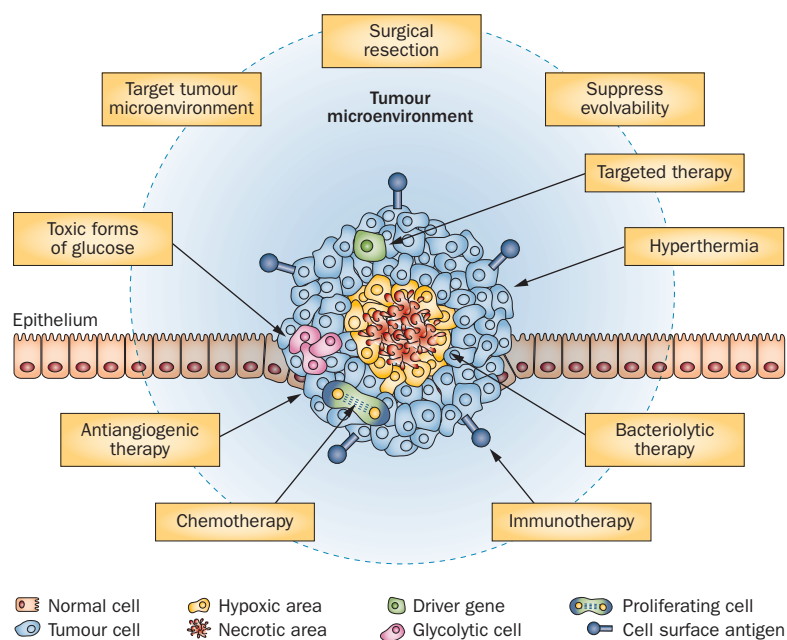 Surgical
resection
Target tumour
microenvironment
Tumour
microenvironment
Suppress
evolvability
Targeted therapy
Toxic forms
of glucose
Hyperthermia
Epithelium
Antiangiogenic
therapy
Bacteriolytic
therapy
Chemotherapy
Immunotherapy
Normal cell
Hypoxic area
Driver gene
Proliferating cell
Tumour cell
Necrotic area
Glycolytic cell
Cell surface antigen